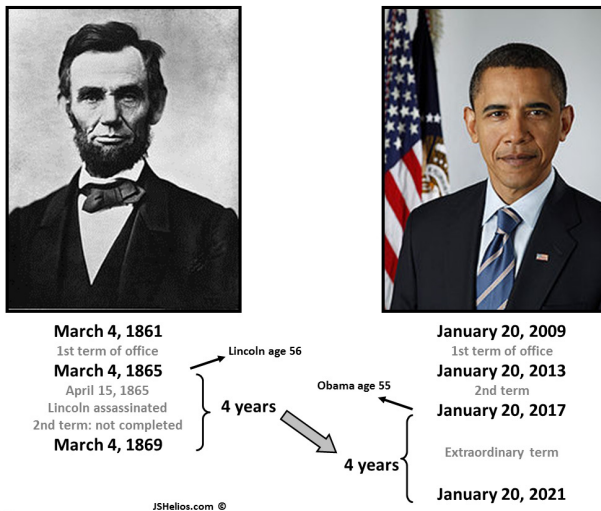 March 4, 1861
1st term of office
March 4, 1865
Lincoln age 56
April 15, 1865
Lincoln assassinated
2nd term: not completed
4 years
March 4, 1869
January 20, 2009
1st term of office
January 20, 2013
2nd term
Obama age 55
January 20, 2017
Extraordinary term
4 years
January 20, 2021
JSHelios.com ©